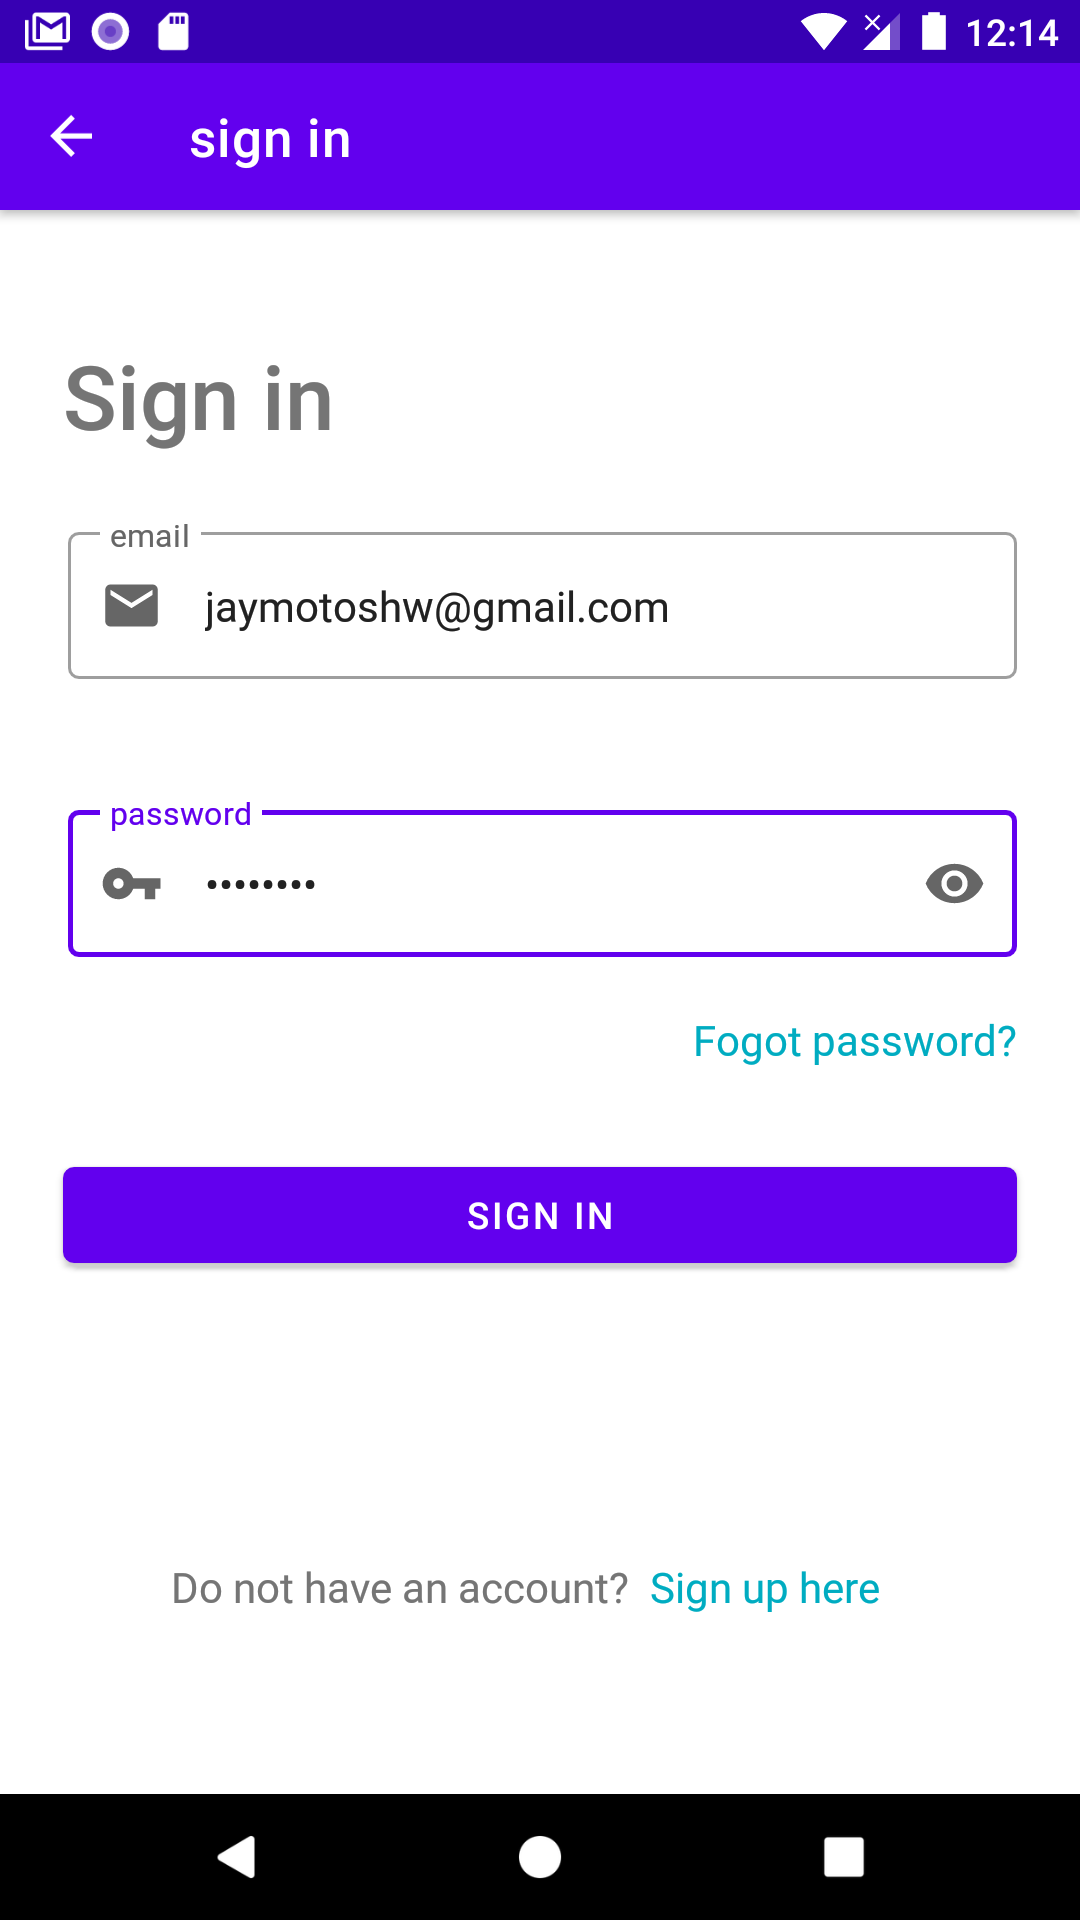 12:14
sign in
Sign in
email
jaymotoshw@gmail.com
password
••••••••
Fogot password?
SIGN IN
Do not have an account? Sign up here